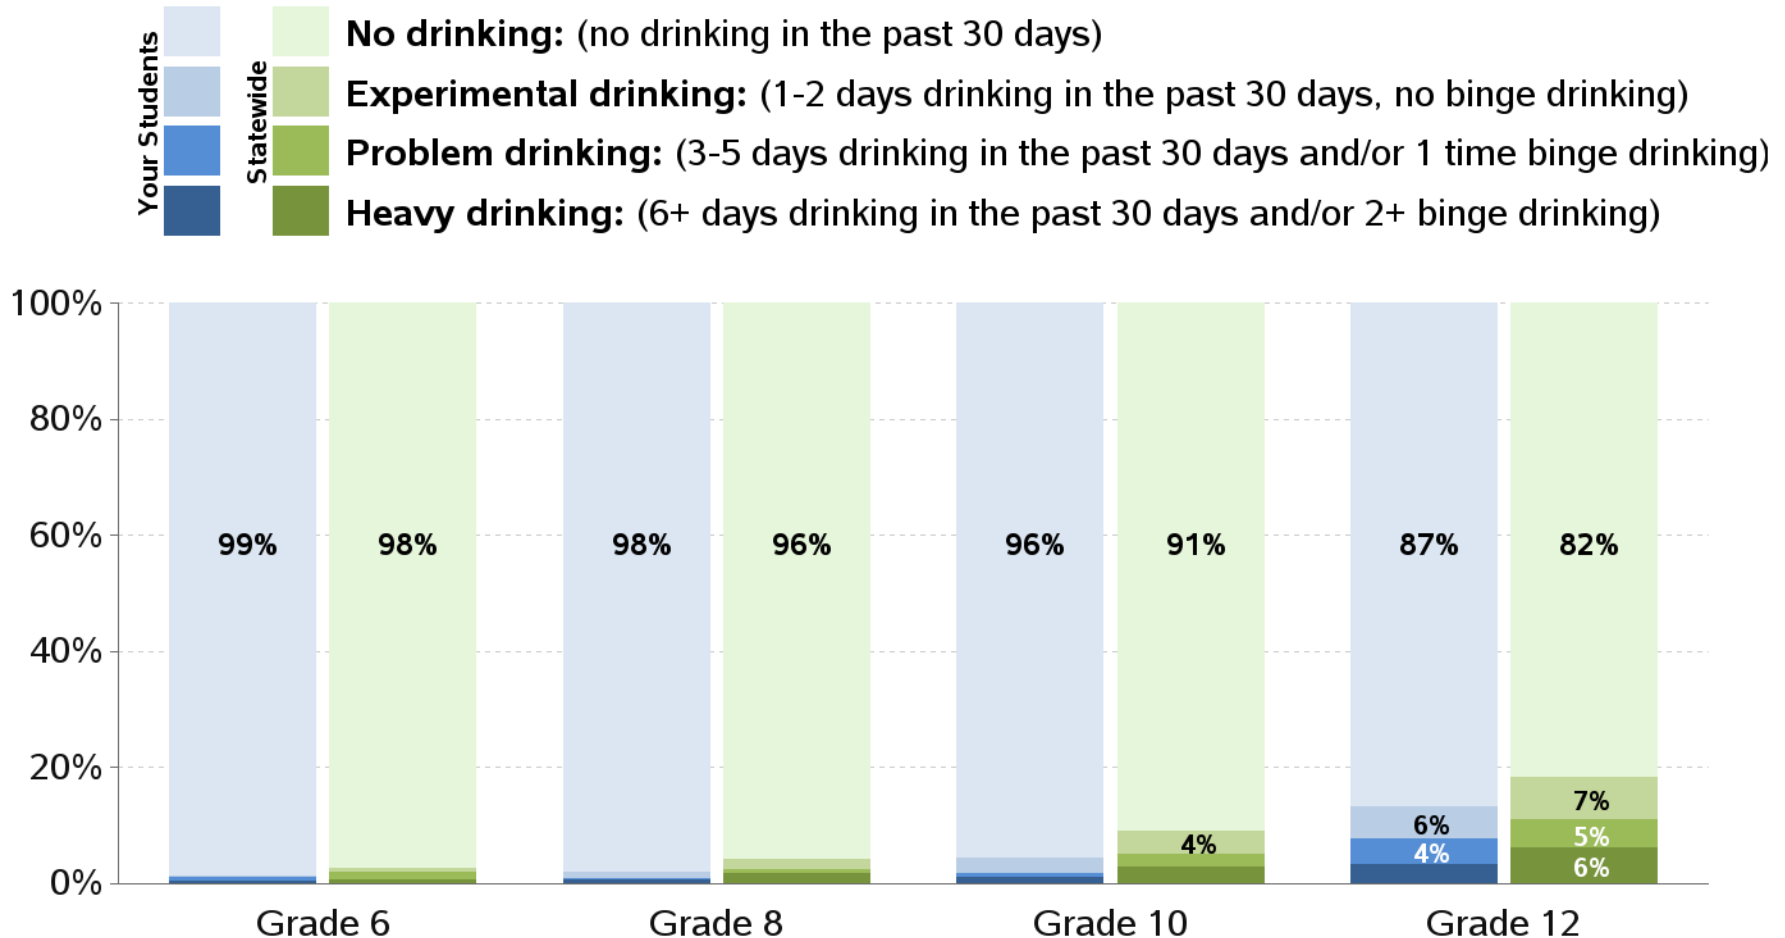 Your Students
Statewide
No drinking: (no drinking in the past 30 days)
Experimental drinking: (1-2 days drinking in the past 30 days, no binge drinking)
Problem drinking: (3-5 days drinking in the past 30 days and/or 1 time binge drinking)
Heavy drinking: (6+ days drinking in the past 30 days and/or 2+ binge drinking)
100%
80%
60%
99% 98% 98% 96% 96% 91% 87% 82%
40%
20%
7%
6%
5%
4%
4%
6%
0%
Grade 6 Grade 8 Grade 10 Grade 12